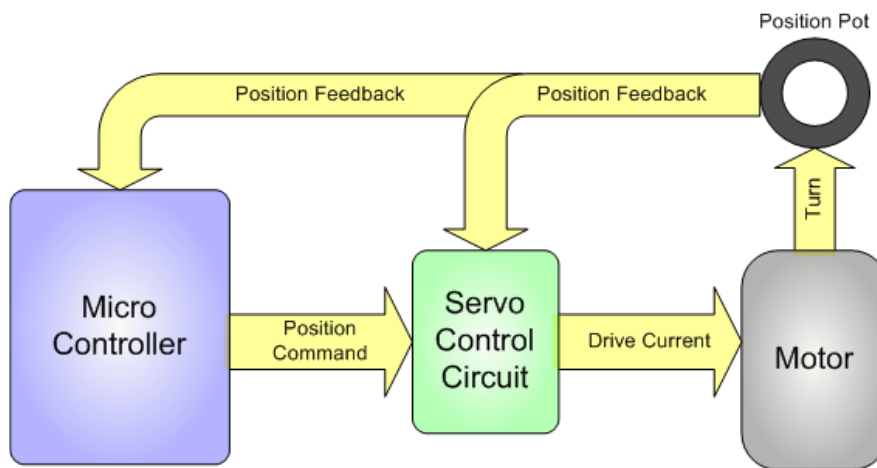 Position Pot
Position Feedback
Position Feedback
Turn
Micro
Controller
Position
Command
Servo
Control
Circuit
Drive Current
Motor